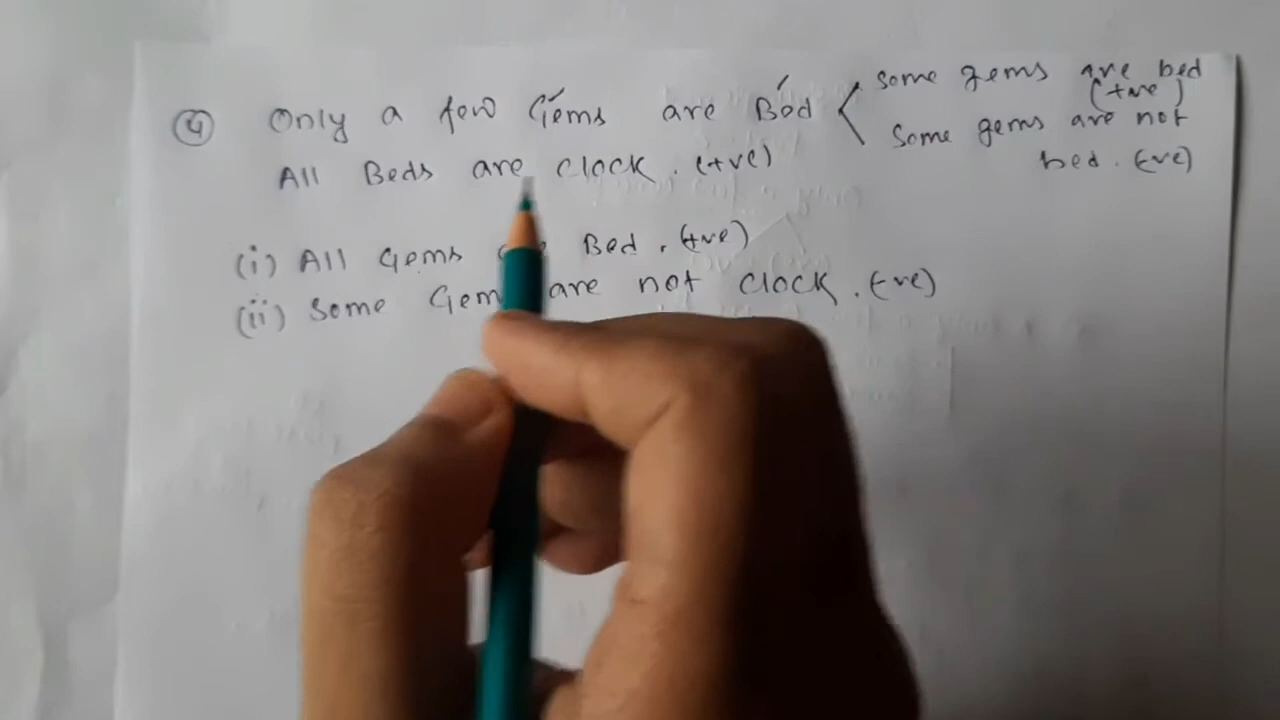 (4) Only a few Gems are Bed < Some gems are bed (+ve)
Some gems are not bed. (-ve)
All Beds are clock. (+ve)
(i) All Gems Bed. (+ve)
(ii) Some Gem are not clock. (-ve)